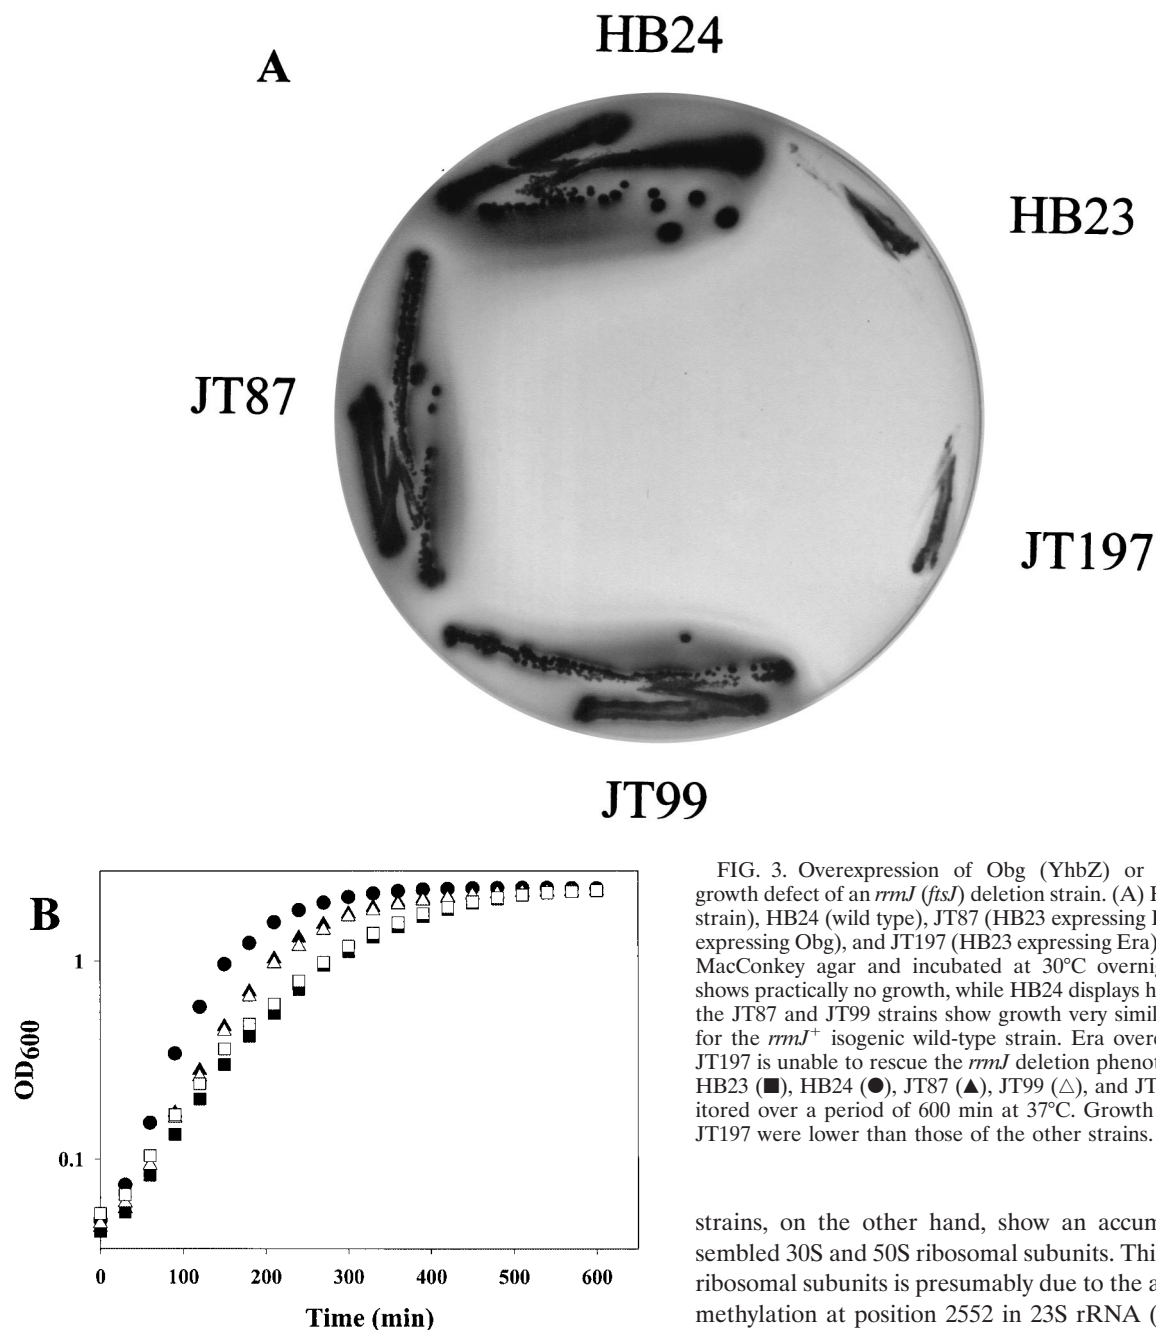 A
HB24
HB23
JT87
JT197
JT99
B
OD600
1
0.1
0 100 200 300 400 500 600
Time (min)
FIG. 3. Overexpression of Obg (YhbZ) or
growth defect of an rrmJ (ftsJ) deletion strain. (A)
strain), HB24 (wild type), JT87 (HB23 expressing
expressing Obg), and JT197 (HB23 expressing Era)
MacConkey agar and incubated at 30°C
shows practically no growth, while HB24 displays
the JT87 and JT99 strains show growth very
for the rrmJ+ isogenic wild-type strain. Era
JT197 is unable to rescue the rrmJ deletion
HB23 (■), HB24 (●), JT87 (▲), JT99 (△), and
itored over a period of 600 min at 37°C. Growth
JT197 were lower than those of the other strains.
strains, on the other hand, show an
sembled 30S and 50S ribosomal subunits.
ribosomal subunits is presumably due to the
methylation at position 2552 in 23S rRNA (